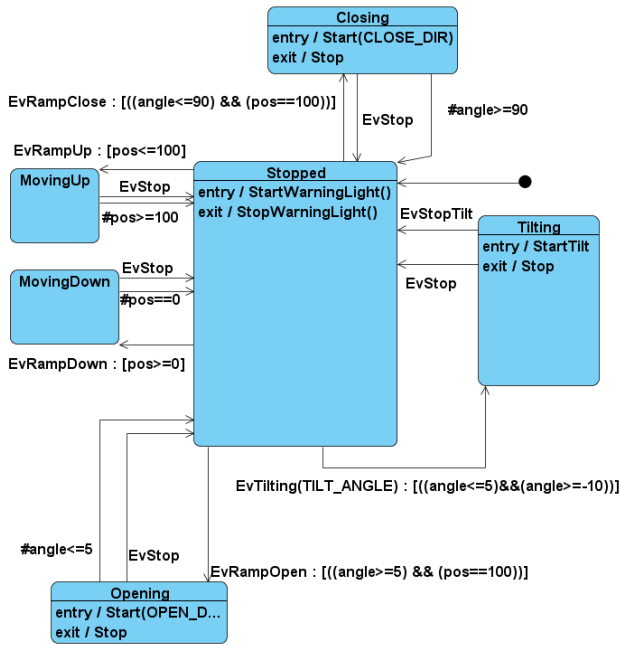 Closing
entry / Start(CLOSE_DIR)
exit / Stop
EvRampClose : [((angle<=90) && (pos==100))]
EvStop
#angle>=90
EvRampUp : [pos<=100]
MovingUp
EvStop
#pos>=100
Stopped
entry / StartWarningLight()
exit / StopWarningLight()
EvStopTilt
Tilting
entry / StartTilt
exit / Stop
EvStop
MovingDown
EvStop
#pos==0
EvRampDown : [pos>=0]
EvTilting(TILT_ANGLE) : [((angle<=5)&&(angle>=-10))]
#angle<=5
EvStop
EvRampOpen : [((angle>=5) && (pos==100))]
Opening
entry / Start(OPEN_D...
exit / Stop